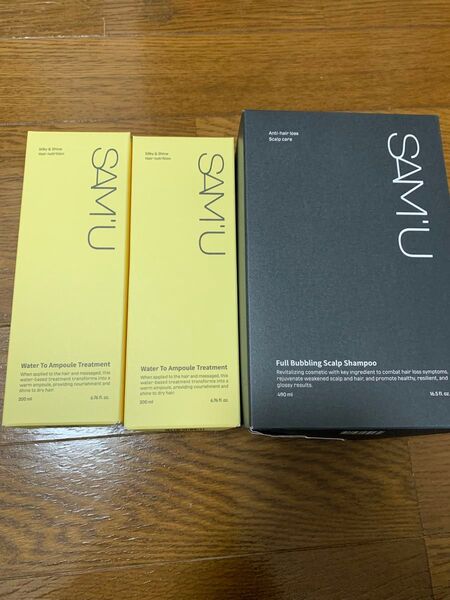 Silky & Shine
Hair nutrition
SAM'U
Water To Ampoule Treatment
When applied to the hair and massaged, this
water-based treatment transforms into a
warm ampoule, providing nourishment and
shine to dry hair
200 ml 6.76 fl. oz.
Silky & Shine
Hair nutrition
SAM'U
Water To Ampoule Treatment
When applied to the hair and massaged, this
water-based treatment transforms into a
warm ampoule, providing nourishment and
shine to dry hair
200 ml 6.76 fl. oz.
Anti-hair loss
Scalp care
SAM'U
Full Bubbling Scalp Shampoo
Revitalizing cosmetic with key ingredient to combat hair loss symptoms,
rejuvenate weakened scalp and hair, and promote healthy, resilient, and
glossy results.
490 ml 16.5 fl. oz